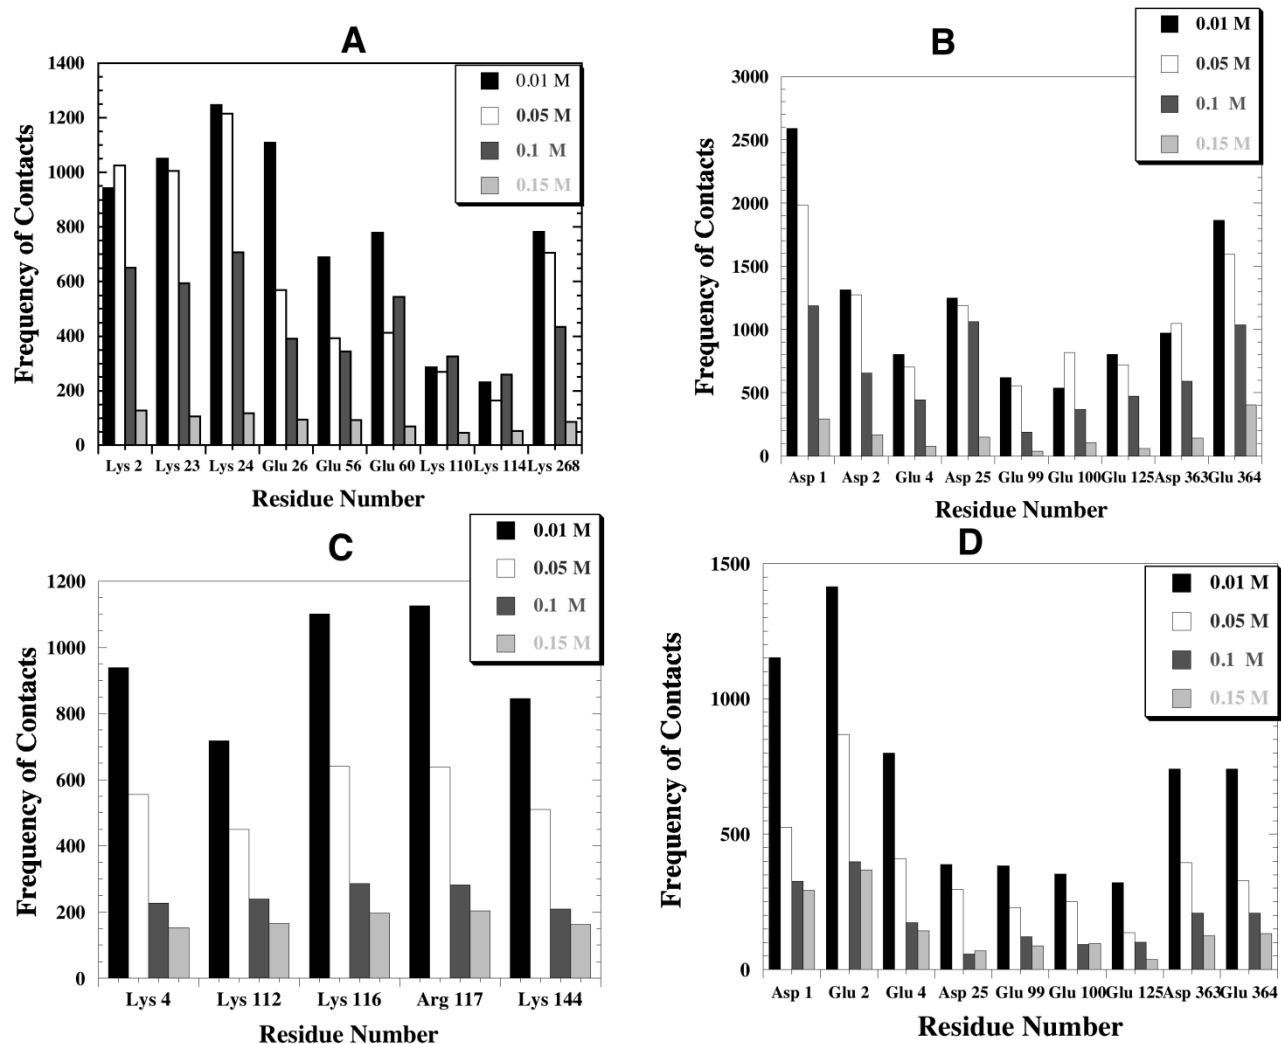 A
Frequency of Contacts
1400
1200
1000
800
600
400
200
0
0.01 M
0.05 M
0.1 M
0.15 M
Lys 2 Lys 23 Lys 24 Glu 26 Glu 56 Glu 60 Lys 110 Lys 114 Lys 268
Residue Number
B
Frequency of Contacts
3000
2500
2000
1500
1000
500
0
0.01 M
0.05 M
0.1 M
0.15 M
Asp 1 Asp 2 Glu 4 Asp 25 Glu 99 Glu 100 Glu 125 Asp 363 Glu 364
Residue Number
C
Frequency of Contacts
1200
1000
800
600
400
200
0
0.01 M
0.05 M
0.1 M
0.15 M
Lys 4 Lys 112 Lys 116 Arg 117 Lys 144
Residue Number
D
Frequency of Contacts
1500
1000
500
0
0.01 M
0.05 M
0.1 M
0.15 M
Asp 1 Glu 2 Glu 4 Asp 25 Glu 99 Glu 100 Glu 125 Asp 363 Glu 364
Residue Number